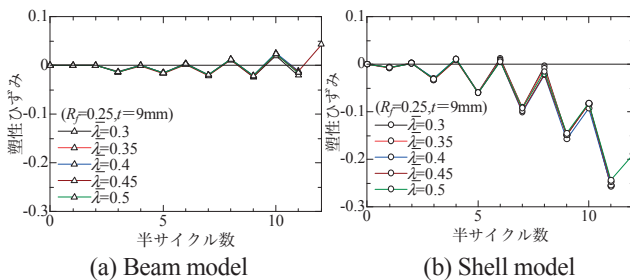 0.1
(a)
0
-0.1
-0.2
-0.3
塑性ひずみ
(Rf=0.25,t=9mm)
λ̅=0.3
λ̅=0.35
λ̅=0.4
λ̅=0.45
λ̅=0.5
0 5 10
半サイクル数
(a) Beam model
0.1
(b)
0
-0.1
-0.2
-0.3
塑性ひずみ
(Rf=0.25,t=9mm)
λ̅=0.3
λ̅=0.35
λ̅=0.4
λ̅=0.45
λ̅=0.5
0 5 10
半サイクル数
(b) Shell model